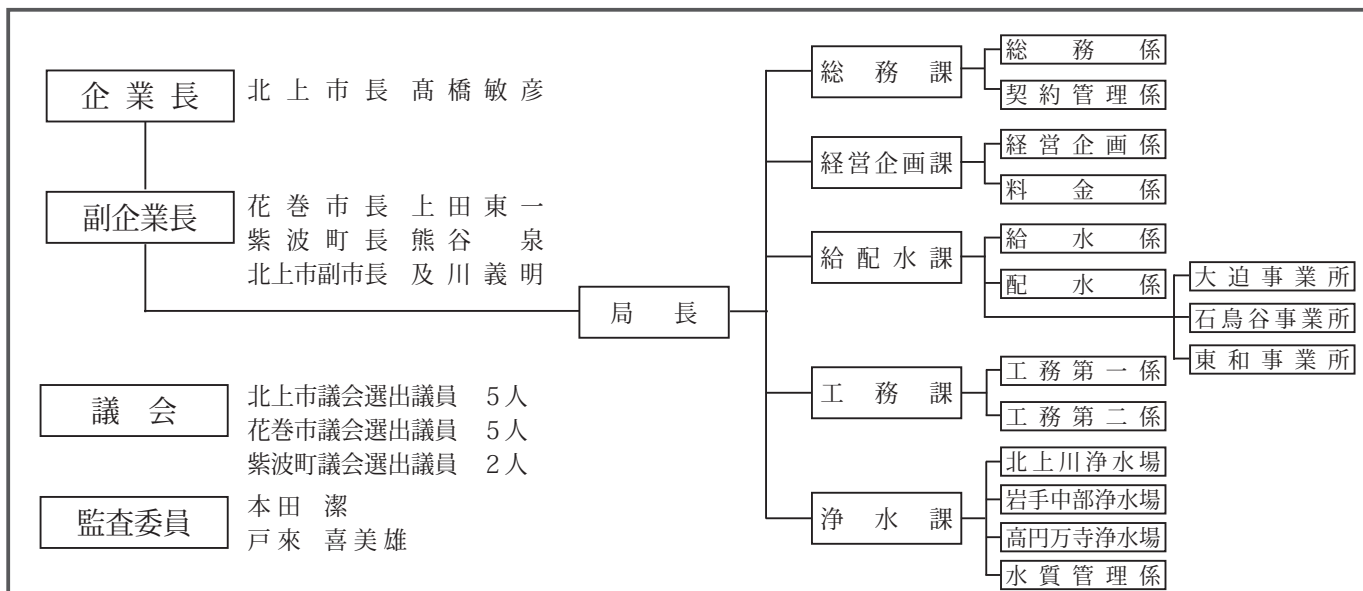 企業長
北上市長 髙橋敏彦
副企業長
花巻市長 上田東一
紫波町長 熊谷 泉
北上市副市長 及川義明
局長
議会
北上市議会選出議員 5人
花巻市議会選出議員 5人
紫波町議会選出議員 2人
監査委員
本田 潔
戸來 喜美雄
総務課
総務係
契約管理係
経営企画課
経営企画係
料金係
給配水課
給水係
配水係
大迫事業所
石鳥谷事業所
東和事業所
工務課
工務第一係
工務第二係
浄水課
北上川浄水場
岩手中部浄水場
高円万寺浄水場
水質管理係